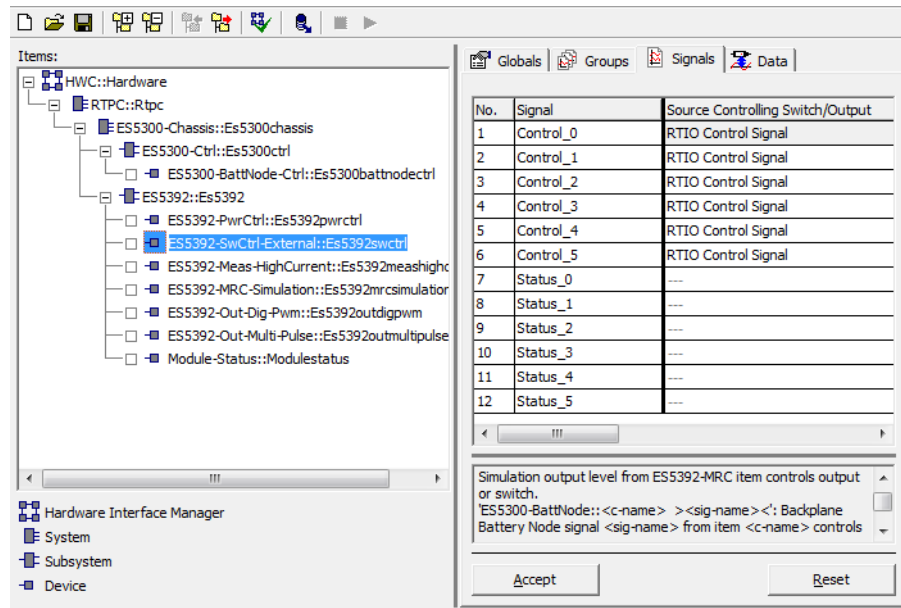 Items:
HWC::Hardware
RTPC::Rtpc
ES5300-Chassis::Es5300chassis
ES5300-Ctrl::Es5300ctrl
ES5300-BattNode-Ctrl::Es5300battnodectrl
ES5392::Es5392
ES5392-PwrCtrl::Es5392pwrctrl
ES5392-SwCtrl-External::Es5392swctrl
ES5392-Meas-HighCurrent::Es5392meashighc
ES5392-MRC-Simulation::Es5392mrcsimulation
ES5392-Out-Dig-Pwm::Es5392outdigpwm
ES5392-Out-Multi-Pulse::Es5392outmultipulse
Module-Status::Modulestatus
Hardware Interface Manager
System
Subsystem
Device
Globals Groups Signals Data
No. Signal Source Controlling Switch/Output
1 Control_0 RTIO Control Signal
2 Control_1 RTIO Control Signal
3 Control_2 RTIO Control Signal
4 Control_3 RTIO Control Signal
5 Control_4 RTIO Control Signal
6 Control_5 RTIO Control Signal
7 Status_0 ---
8 Status_1 ---
9 Status_2 ---
10 Status_3 ---
11 Status_4 ---
12 Status_5 ---
Simulation output level from ES5392-MRC item controls output
or switch.
'ES5300-BattNode::<c-name> ><sig-name><': Backplane
Battery Node signal <sig-name> from item <c-name> controls
Accept Reset